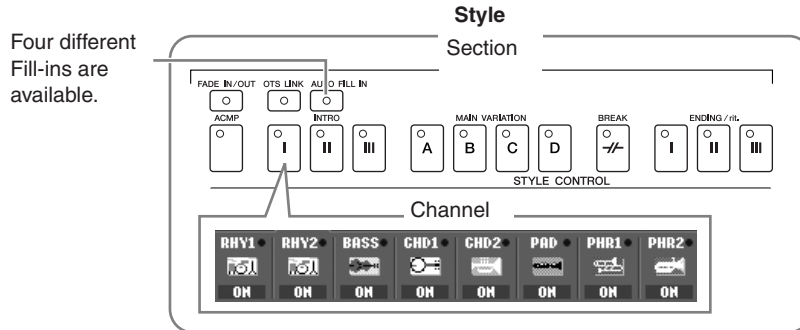 Style
Section
Four different
Fill-ins are
available.
FADE IN/OUT OTS LINK AUTO FILL IN
ACMP INTRO MAIN VARIATION BREAK ENDING / rit.
I II III A B C D I II III
STYLE CONTROL
Channel
RHY1 RHY2 BASS CHD1 CHD2 PAD PHR1 PHR2
ON ON ON ON ON ON ON ON